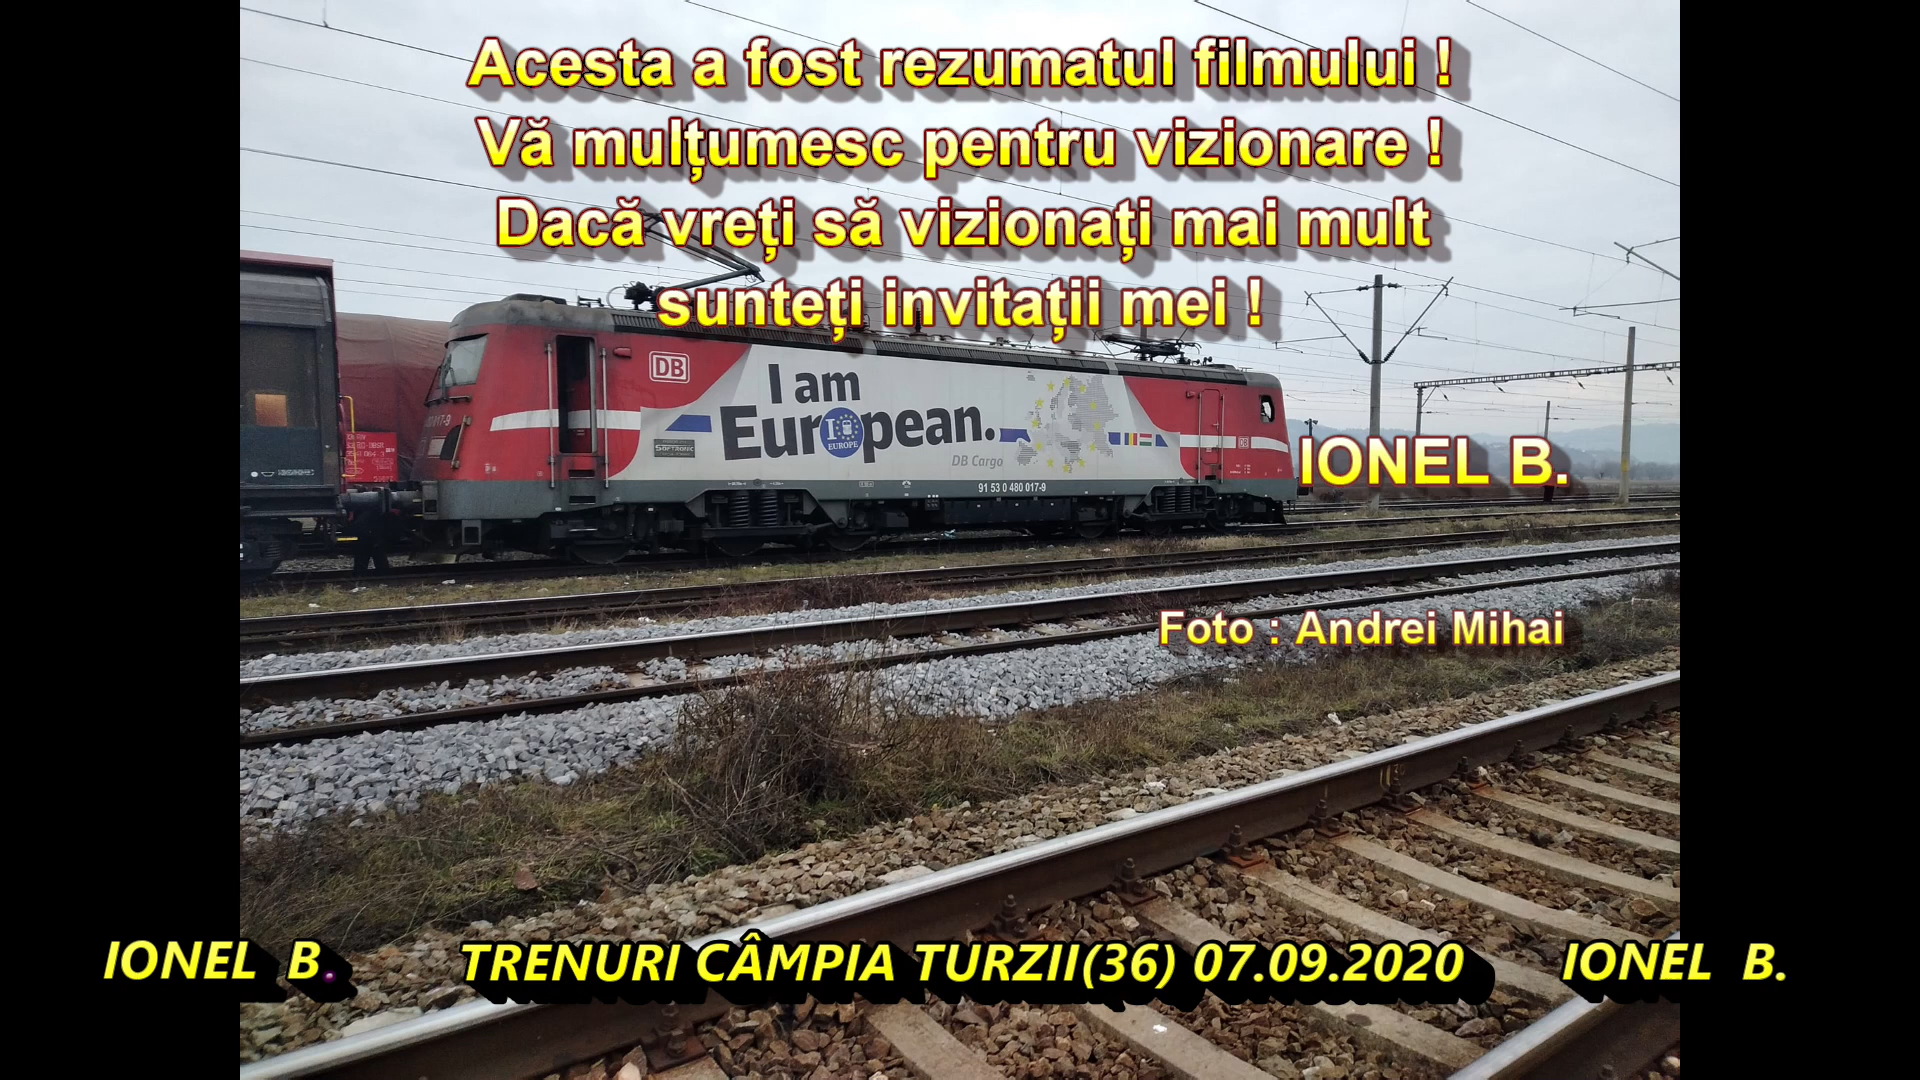 Acesta a fost rezumatul filmului !
Vă mulțumesc pentru vizionare !
Dacă vreți să vizionați mai mult
sunteți invitații mei !
DB
I am
European.
I
EUROPE
DB Cargo
SOFTRONIC
91 53 0 480 017-9
DB
IONEL B.
Foto : Andrei Mihai
IONEL B.
TRENURI CÂMPIA TURZII(36) 07.09.2020
IONEL B.